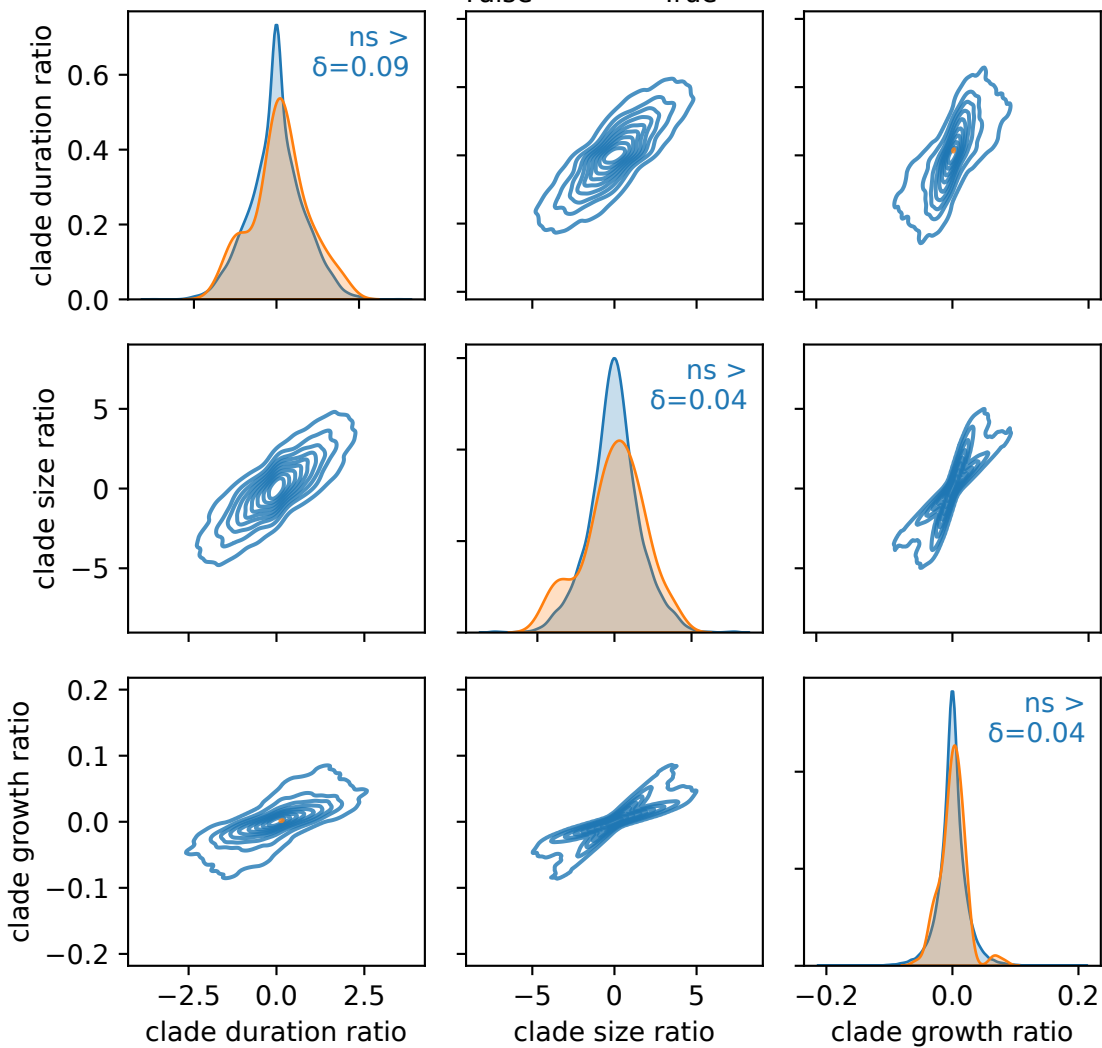 clade duration ratio
0.6
0.4
0.2
0.0
ns >
δ=0.09
clade size ratio
5
0
−5
ns >
δ=0.04
clade growth ratio
0.2
0.1
0.0
−0.1
−0.2
ns >
δ=0.04
−2.5 0.0 2.5
−5 0 5
−0.2 0.0 0.2
clade duration ratio
clade size ratio
clade growth ratio